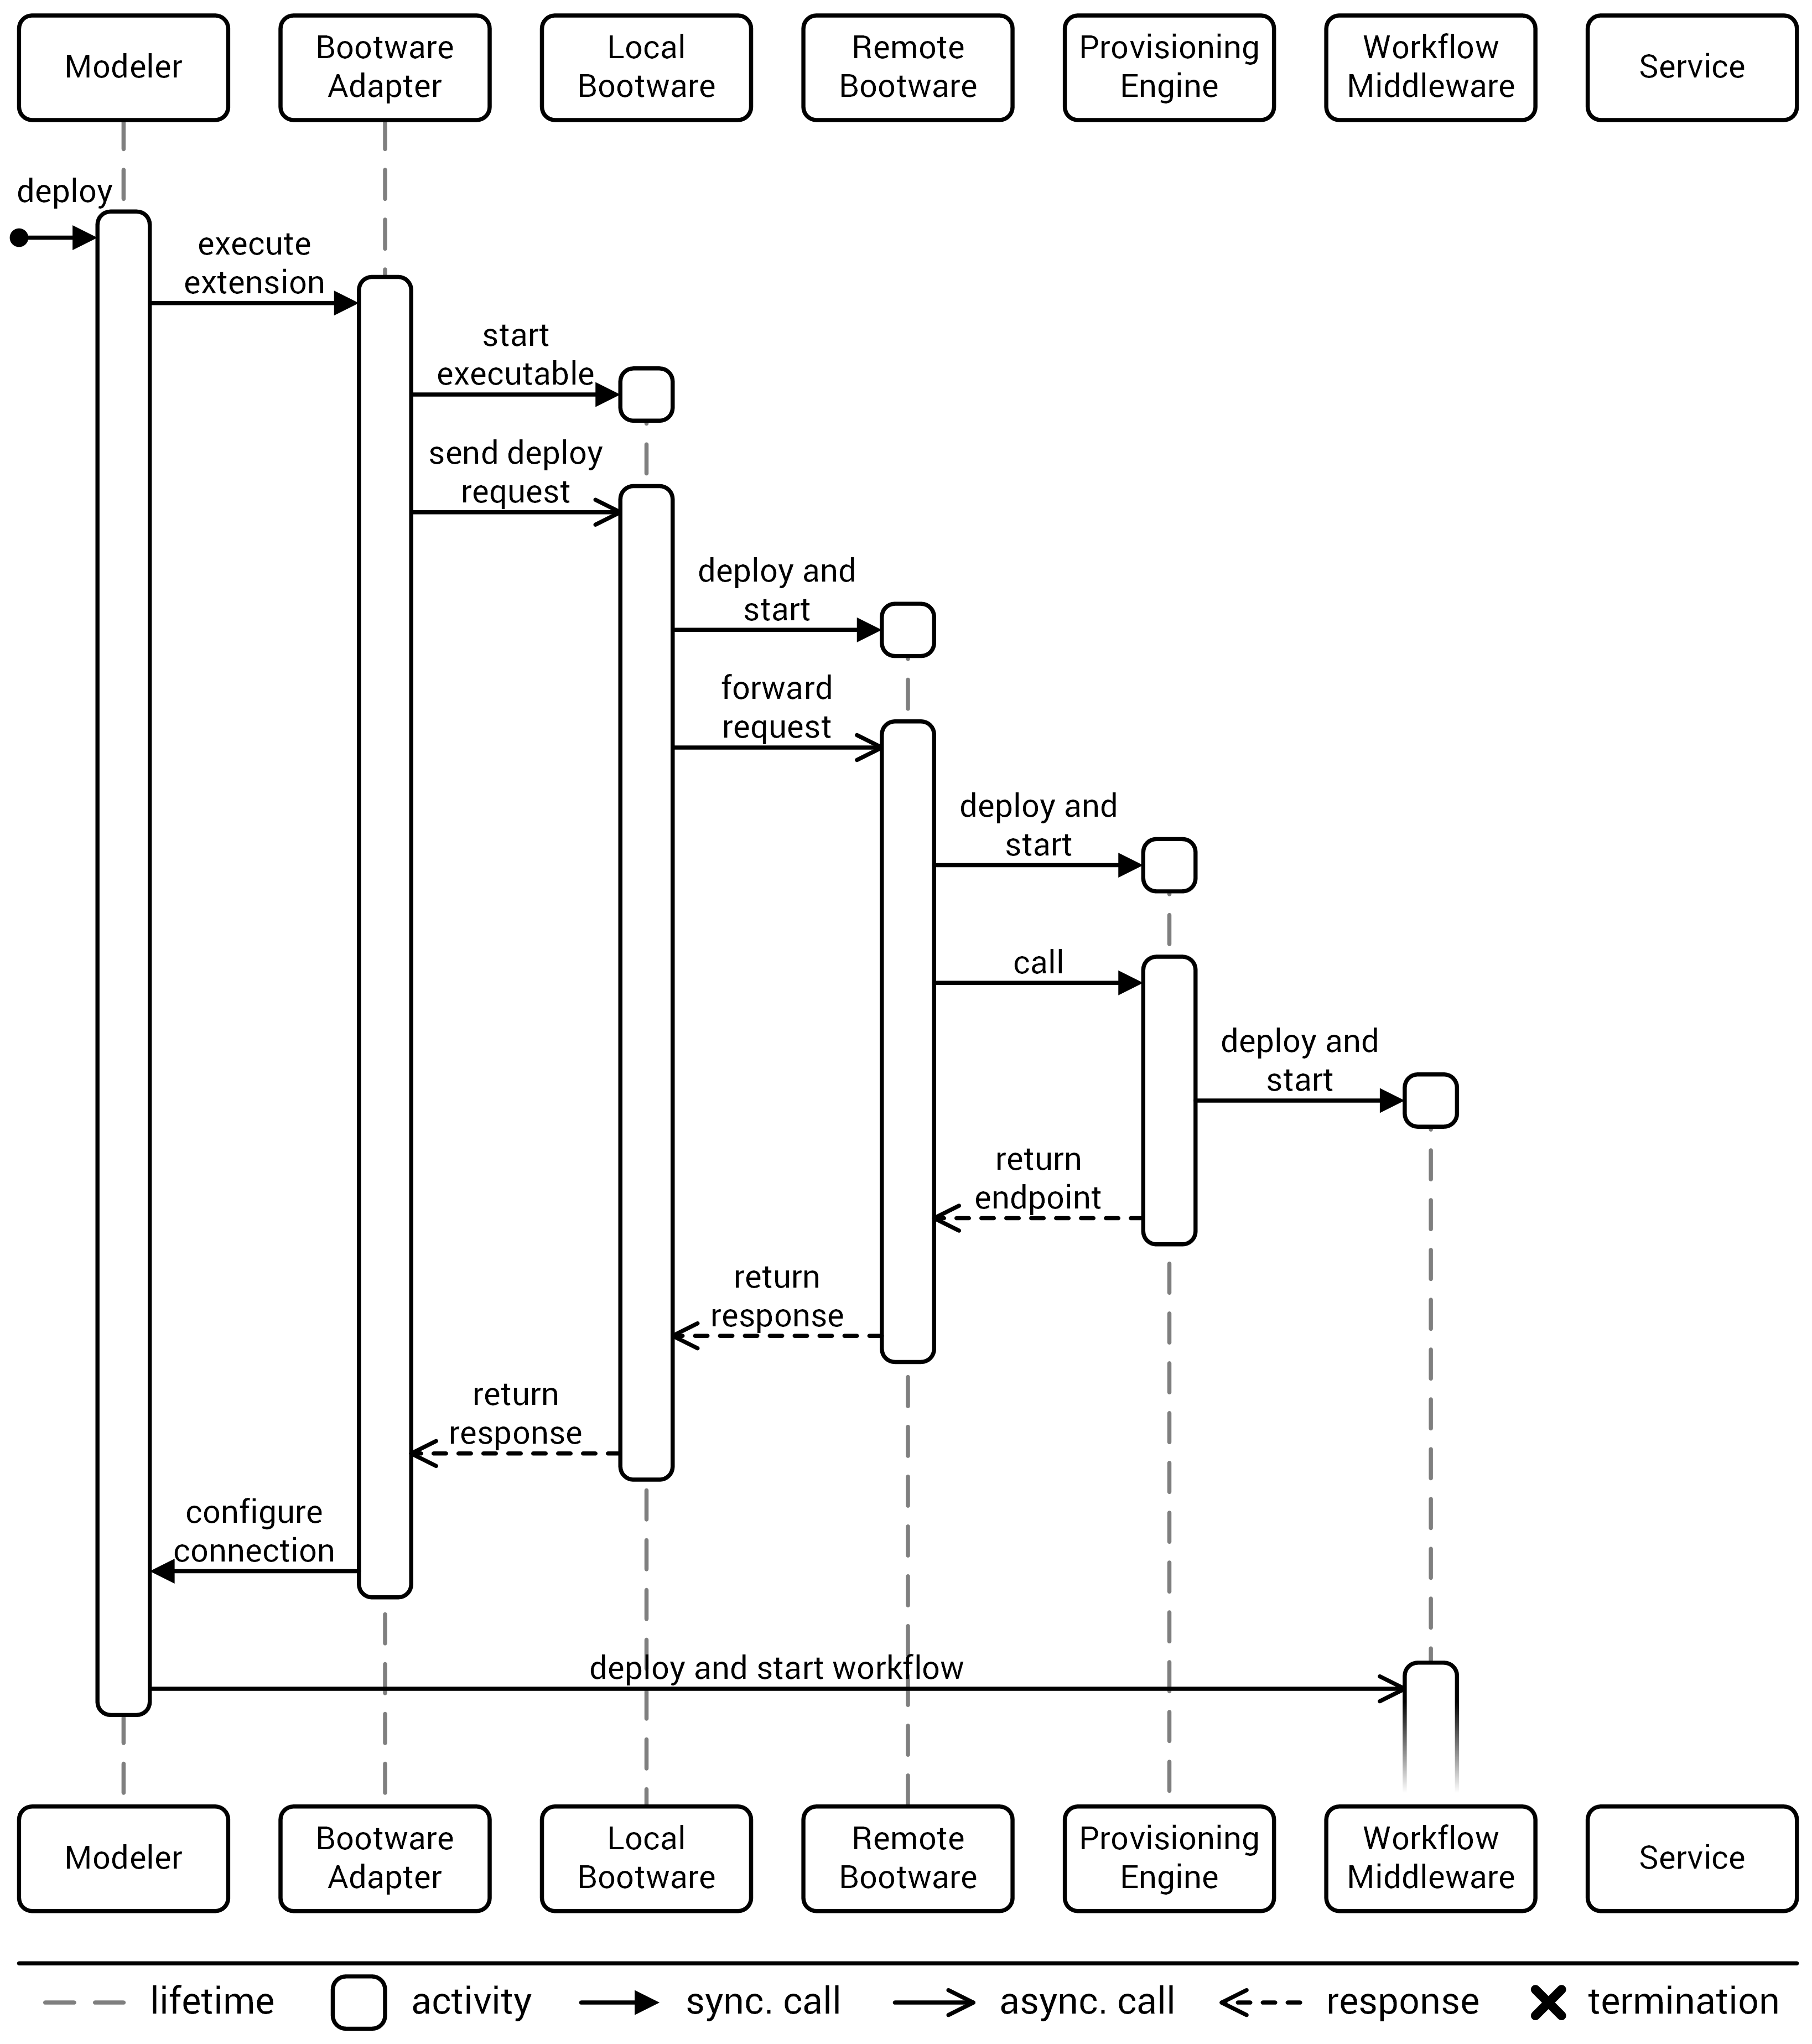 Modeler
Bootware
Adapter
Local
Bootware
Remote
Bootware
Provisioning
Engine
Workflow
Middleware
Service
deploy
execute
extension
start
executable
send deploy
request
deploy and
start
forward
request
deploy and
start
call
deploy and
start
return
endpoint
return
response
return
response
configure
connection
deploy and start workflow
Modeler
Bootware
Adapter
Local
Bootware
Remote
Bootware
Provisioning
Engine
Workflow
Middleware
Service
lifetime
activity
sync. call
async. call
response
termination